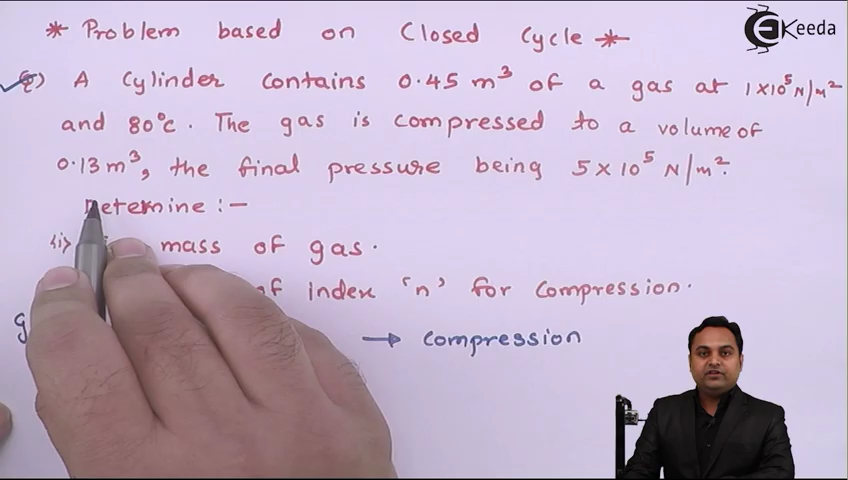 * Problem based on Closed Cycle *
Keeda
Q) A Cylinder contains 0.45 m³ of a gas at 1×10⁵ N/m²
and 80°C. The gas is compressed to a volume of
0.13 m³, the final pressure being 5 × 10⁵ N/m².
Detemine :-
(i) mass of gas.
of index 'n' for compression.
→ compression